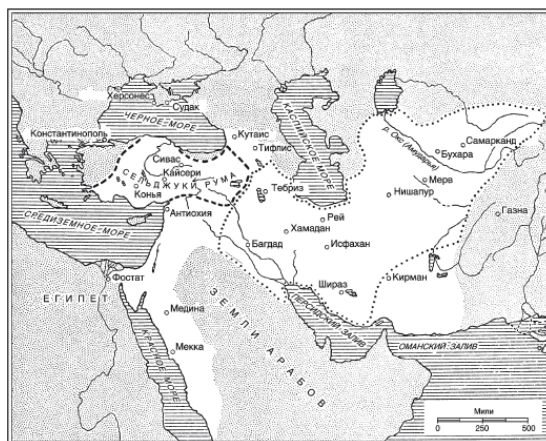 Херсонес
Судак
ЧЕРНОЕ МОРЕ
Константинополь
Кутаис
Тифлис
КАСПИЙСКОЕ МОРЕ
р. Окс (Амударья)
Самарканд
Бухара
Сивас
Кайсери
СЕЛЬДЖУКИ РУМА
Конья
Тебриз
Мерв
Нишапур
Антиохия
СРЕДИЗЕМНОЕ МОРЕ
Рей
Хамадан
Газна
Багдад
Исфахан
Фостат
Шираз
Кирман
ЕГИПЕТ
Медина
ЗЕМЛИ АРАБОВ
ПЕРСИДСКИЙ ЗАЛИВ
ОМАНСКИЙ ЗАЛИВ
КРАСНОЕ МОРЕ
Мекка
Мили
0 250 500